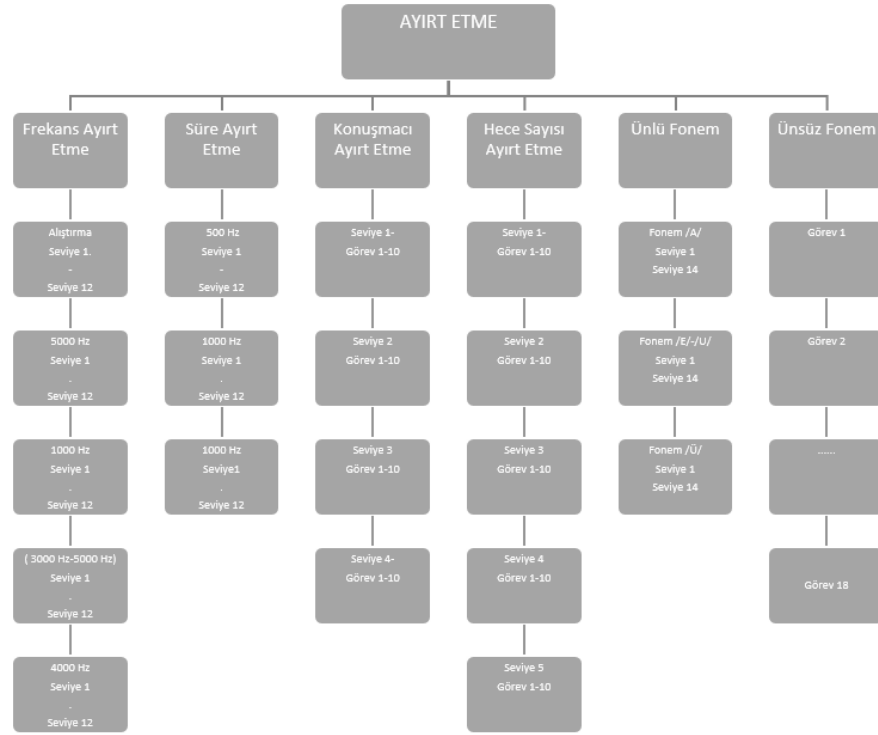 AYIRT ETME
Frekans Ayırt
Etme
Alıştırma
Seviye 1.
-
Seviye 12
5000 Hz
Seviye 1
.
Seviye 12
1000 Hz
Seviye 1
.
Seviye 12
( 3000 Hz-5000 Hz)
Seviye 1
.
Seviye 12
4000 Hz
Seviye 1
.
Seviye 12
Süre Ayırt
Etme
500 Hz
Seviye 1
-
Seviye 12
1000 Hz
Seviye 1
.
Seviye 12
1000 Hz
Seviye1
.
Seviye 12
Konuşmacı
Ayırt Etme
Seviye 1-
Görev 1-10
Seviye 2
Görev 1-10
Seviye 3
Görev 1-10
Seviye 4-
Görev 1-10
Hece Sayısı
Ayırt Etme
Seviye 1-
Görev 1-10
Seviye 2
Görev 1-10
Seviye 3
Görev 1-10
Seviye 4
Görev 1-10
Seviye 5
Görev 1-10
Ünlü Fonem
Fonem /A/
Seviye 1
Seviye 14
Fonem /E/-/U/
Seviye 1
Seviye 14
Fonem /Ü/
Seviye 1
Seviye 14
Ünsüz Fonem
Görev 1
Görev 2
......
Görev 18